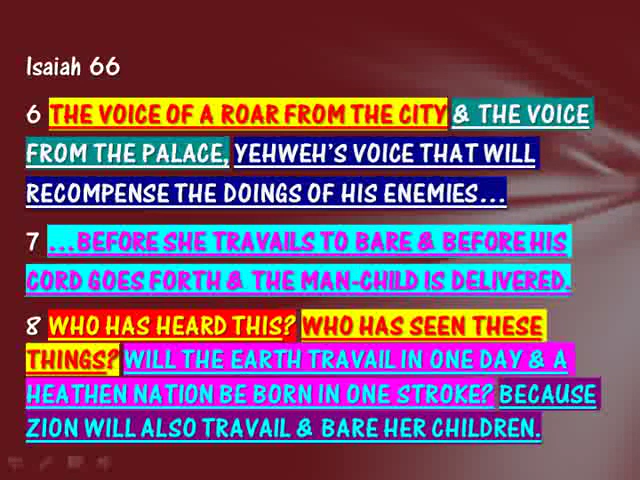 Isaiah 66
6 THE VOICE OF A ROAR FROM THE CITY & THE VOICE
FROM THE PALACE, YEHWEH'S VOICE THAT WILL
RECOMPENSE THE DOINGS OF HIS ENEMIES...
7 ...BEFORE SHE TRAVAILS TO BARE & BEFORE HIS
CORD GOES FORTH & THE MAN-CHILD IS DELIVERED.
8 WHO HAS HEARD THIS? WHO HAS SEEN THESE
THINGS? WILL THE EARTH TRAVAIL IN ONE DAY & A
HEATHEN NATION BE BORN IN ONE STROKE? BECAUSE
ZION WILL ALSO TRAVAIL & BARE HER CHILDREN.